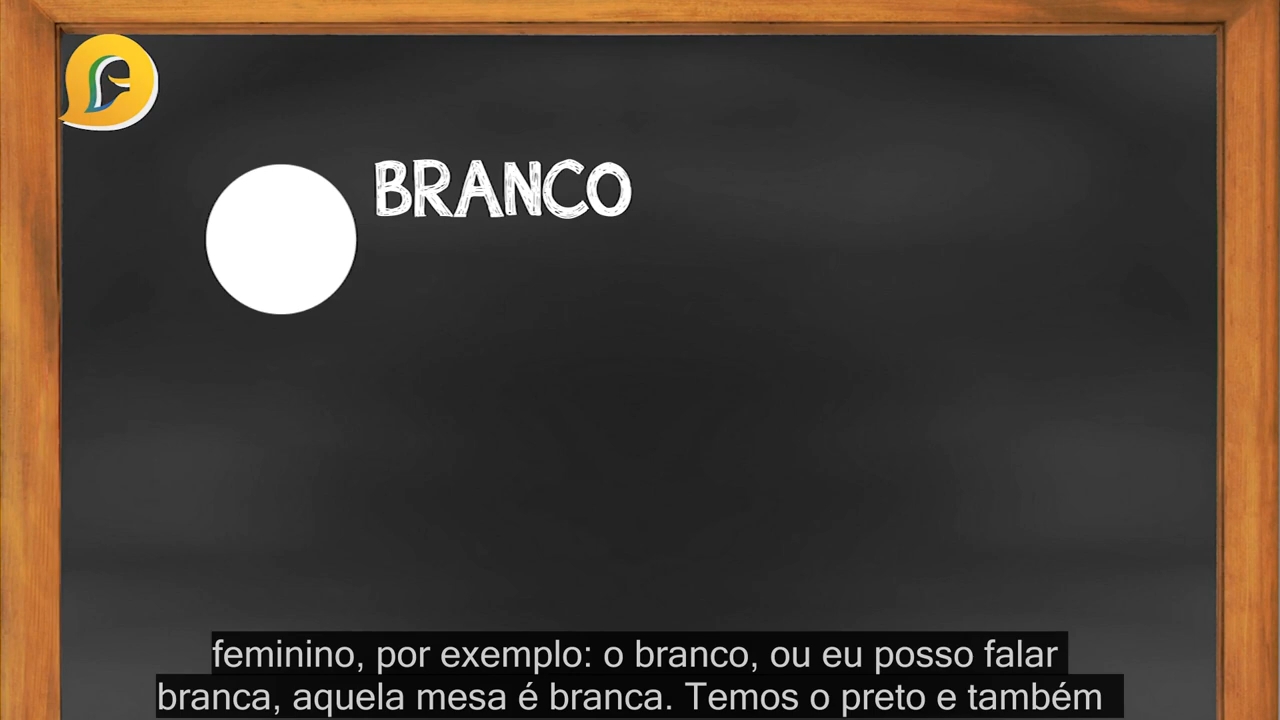 BRANCO
feminino, por exemplo: o branco, ou eu posso falar
branca, aquela mesa é branca. Temos o preto e também